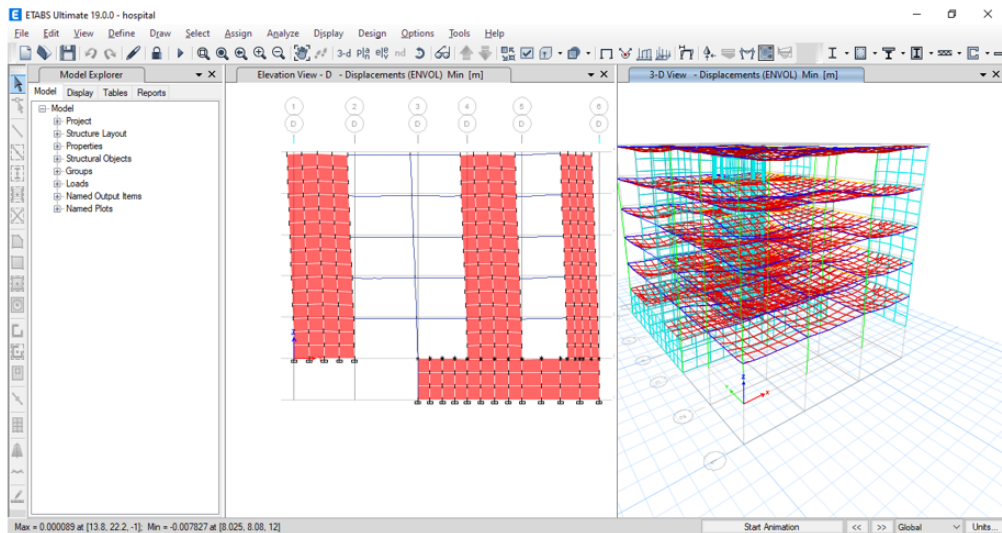 ETABS Ultimate 19.0.0 - hospital
File Edit View Define Draw Select Assign Analyze Display Design Options Tools Help
3-d
nd
Model Explorer
Elevation View - D - Displacements (ENVOL) Min [m]
3-D View - Displacements (ENVOL) Min [m]
Model Display Tables Reports
Model
Project
Structure Layout
Properties
Structural Objects
Groups
Loads
Named Output Items
Named Plots
1 2 3 4 5 6
D D D D D D
Z
Z
X
Max = 0.000089 at [13.8, 22.2, -1]; Min = -0.007827 at [8.025, 8.08, 12]
Start Animation
<< >>
Global
Units...